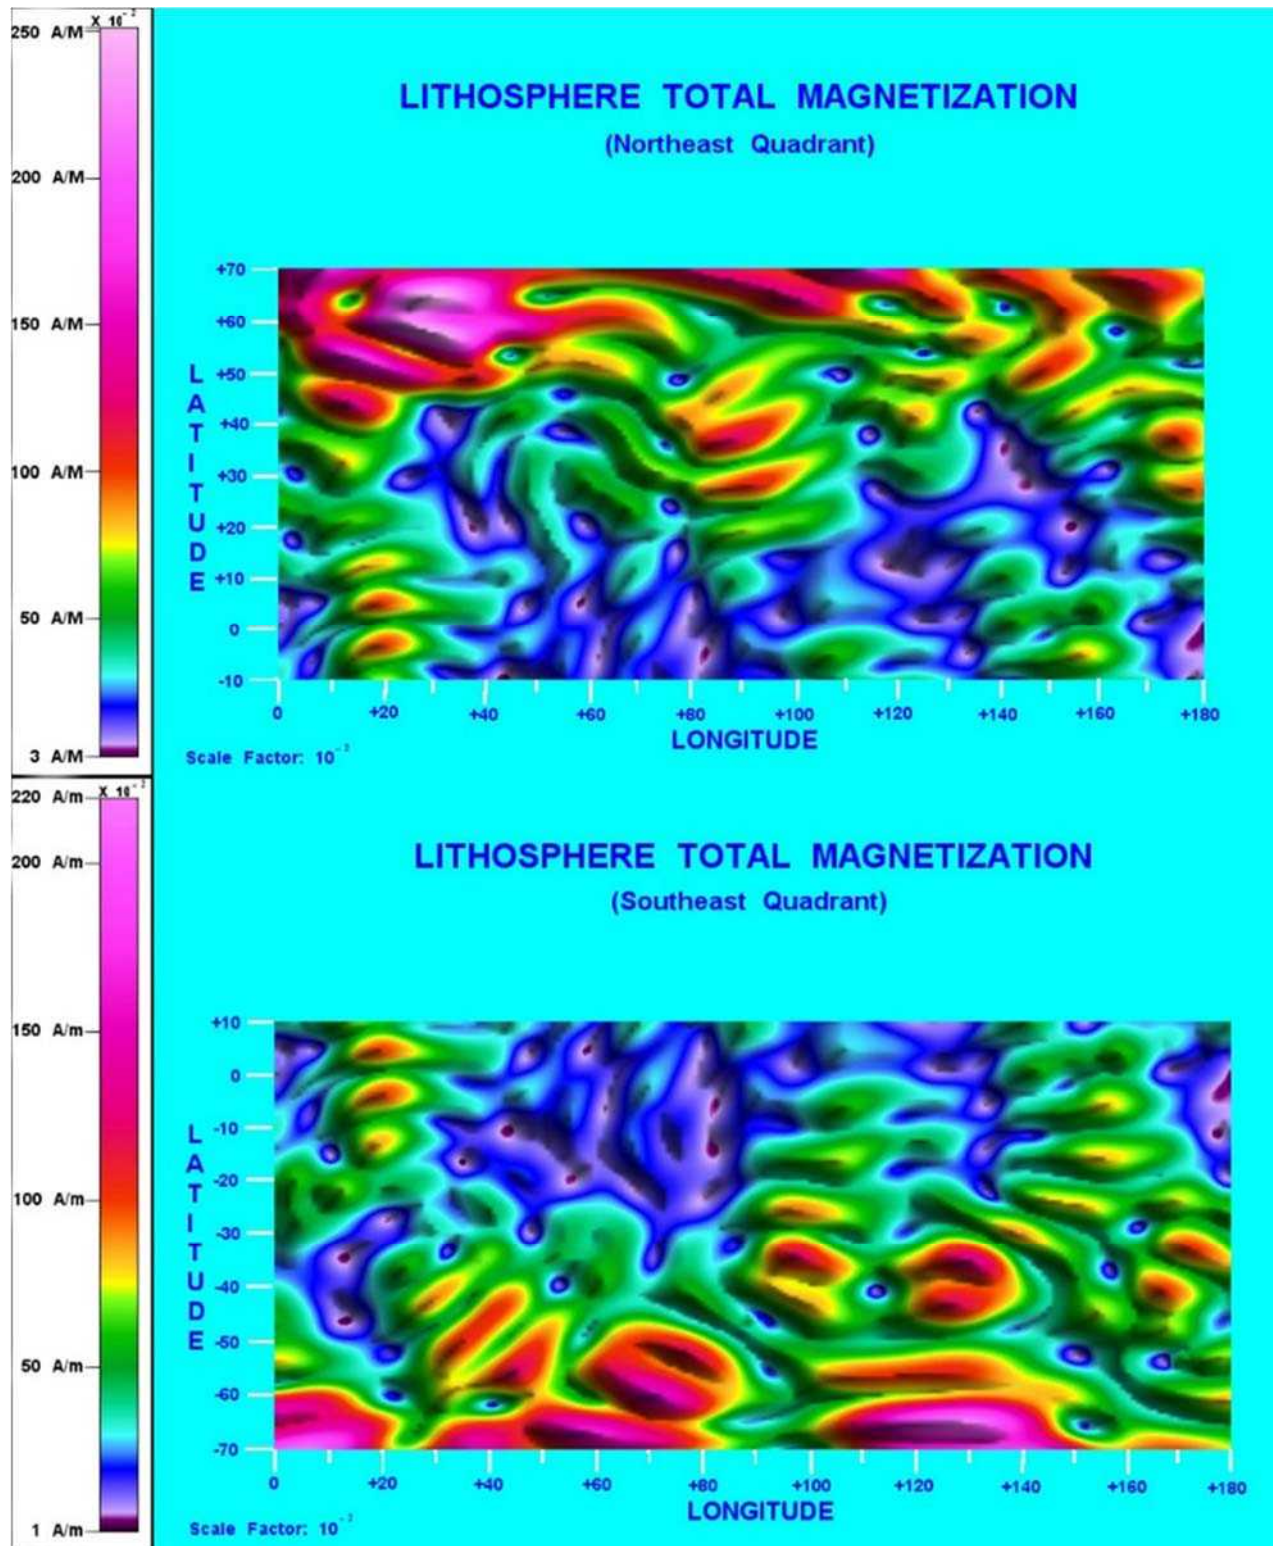 X 10⁻²
250 A/M
200 A/M
150 A/M
100 A/M
50 A/M
3 A/M
LITHOSPHERE TOTAL MAGNETIZATION
(Northeast Quadrant)
LATITUDE
+70
+60
+50
+40
+30
+20
+10
0
-10
0 +20 +40 +60 +80 +100 +120 +140 +160 +180
LONGITUDE
Scale Factor: 10⁻²
X 10⁻²
220 A/m
200 A/m
150 A/m
100 A/m
50 A/m
1 A/m
LITHOSPHERE TOTAL MAGNETIZATION
(Southeast Quadrant)
LATITUDE
+10
0
-10
-20
-30
-40
-50
-60
-70
0 +20 +40 +60 +80 +100 +120 +140 +160 +180
LONGITUDE
Scale Factor: 10⁻²